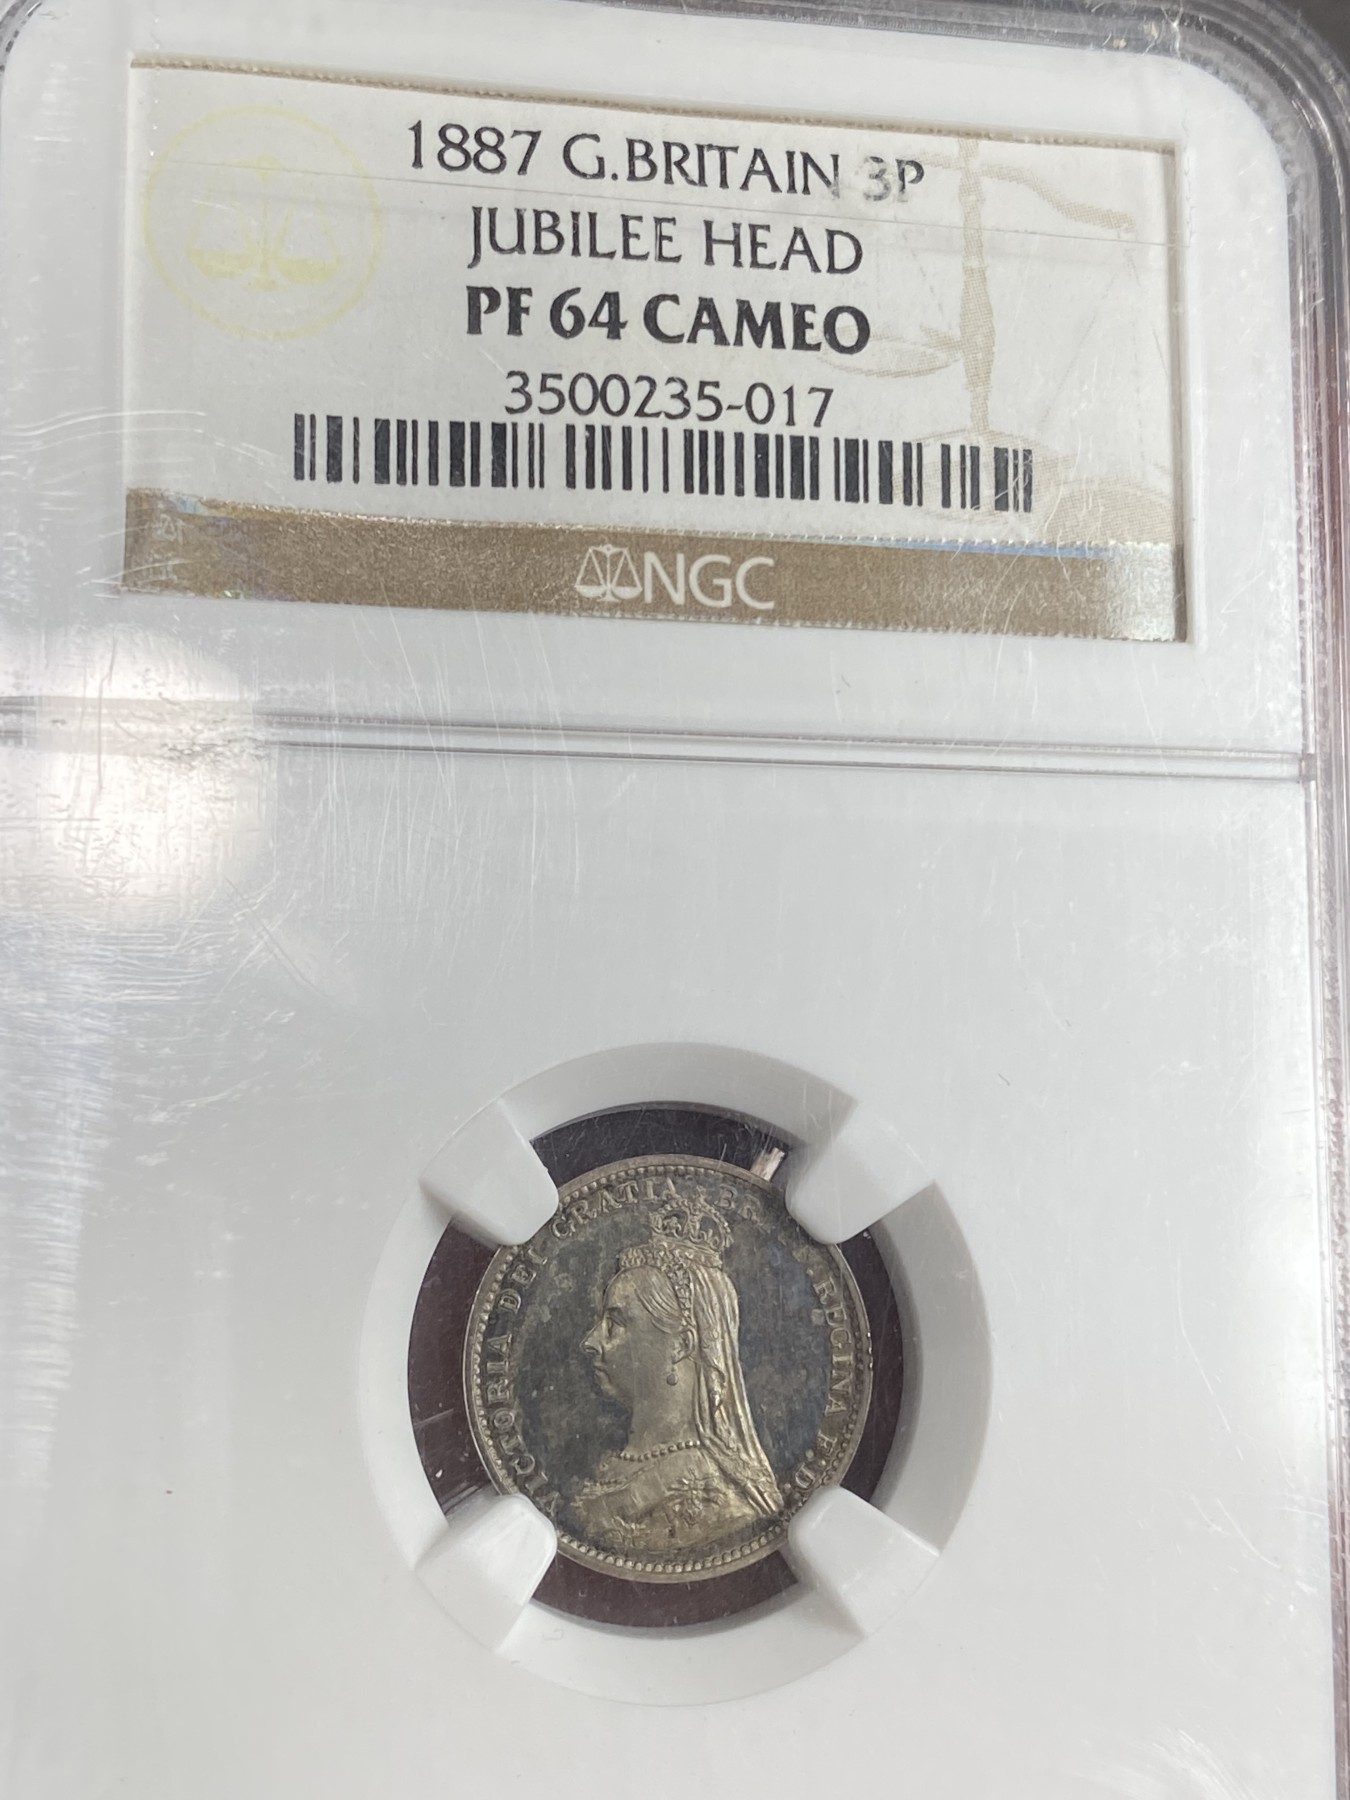 1887 G.BRITAIN 3P
JUBILEE HEAD
PF 64 CAMEO
3500235-017
NGC
VICTORIA DEI GRATIA REGINA F.D.